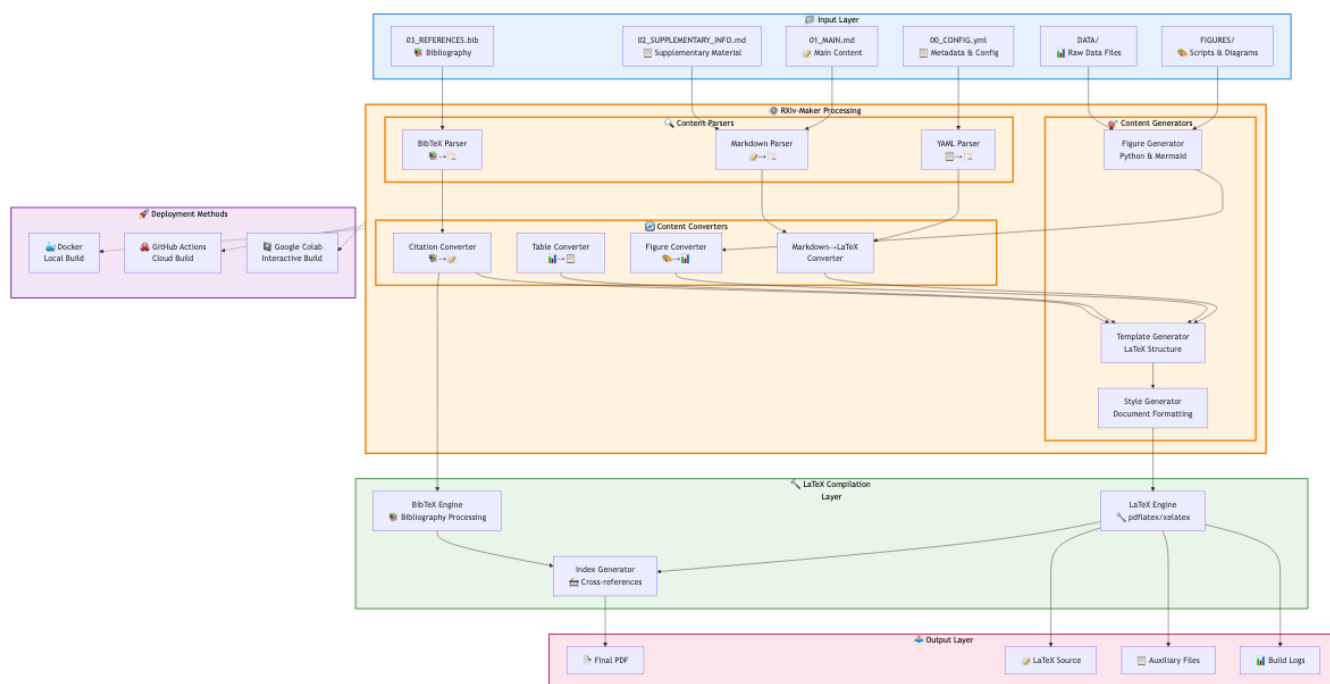 Input Layer
03_REFERENCES.bib
Bibliography
02_SUPPLEMENTARY_INFO.md
Supplementary Material
01_MAIN.md
Main Content
00_CONFIG.yml
Metadata & Config
DATA/
Raw Data Files
FIGURES/
Scripts & Diagrams
RXiv-Maker Processing
Content Parsers
BibTeX Parser
→
Markdown Parser
→
YAML Parser
→
Content Generators
Figure Generator
Python & Mermaid
Deployment Methods
Docker
Local Build
GitHub Actions
Cloud Build
Google Colab
Interactive Build
Content Converters
Citation Converter
→
Table Converter
→
Figure Converter
→
Markdown→LaTeX
Converter
Template Generator
LaTeX Structure
Style Generator
Document Formatting
LaTeX Compilation
Layer
BibTeX Engine
Bibliography Processing
LaTeX Engine
pdflatex/xelatex
Index Generator
Cross-references
Output Layer
Final PDF
LaTeX Source
Auxiliary Files
Build Logs